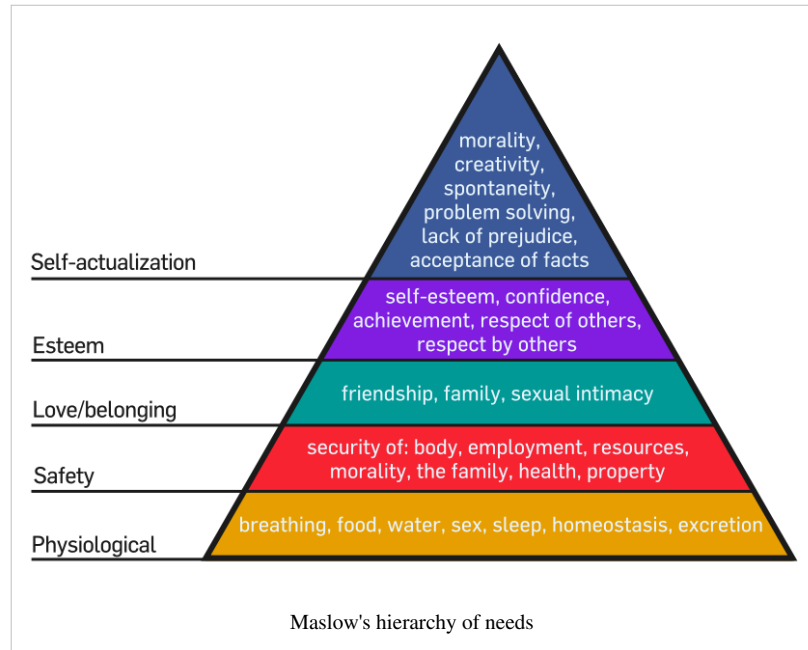 morality,
creativity,
spontaneity,
problem solving,
lack of prejudice,
acceptance of facts
Self-actualization
self-esteem, confidence,
achievement, respect of others,
respect by others
Esteem
friendship, family, sexual intimacy
Love/belonging
security of: body, employment, resources,
morality, the family, health, property
Safety
breathing, food, water, sex, sleep, homeostasis, excretion
Physiological
Maslow's hierarchy of needs